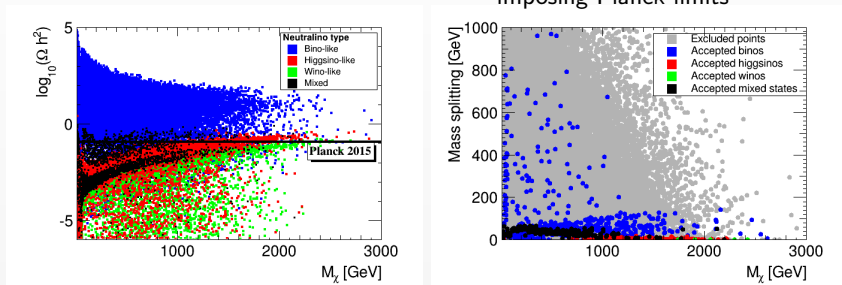 imposing Planck limits
5
0
-5
log10(Ω h²)
Neutralino type
Bino-like
Higgsino-like
Wino-like
Mixed
Planck 2015
1000
2000
3000
Mχ [GeV]
1000
800
600
400
200
0
Mass splitting [GeV]
Excluded points
Accepted binos
Accepted higgsinos
Accepted winos
Accepted mixed states
0
1000
2000
3000
Mχ [GeV]